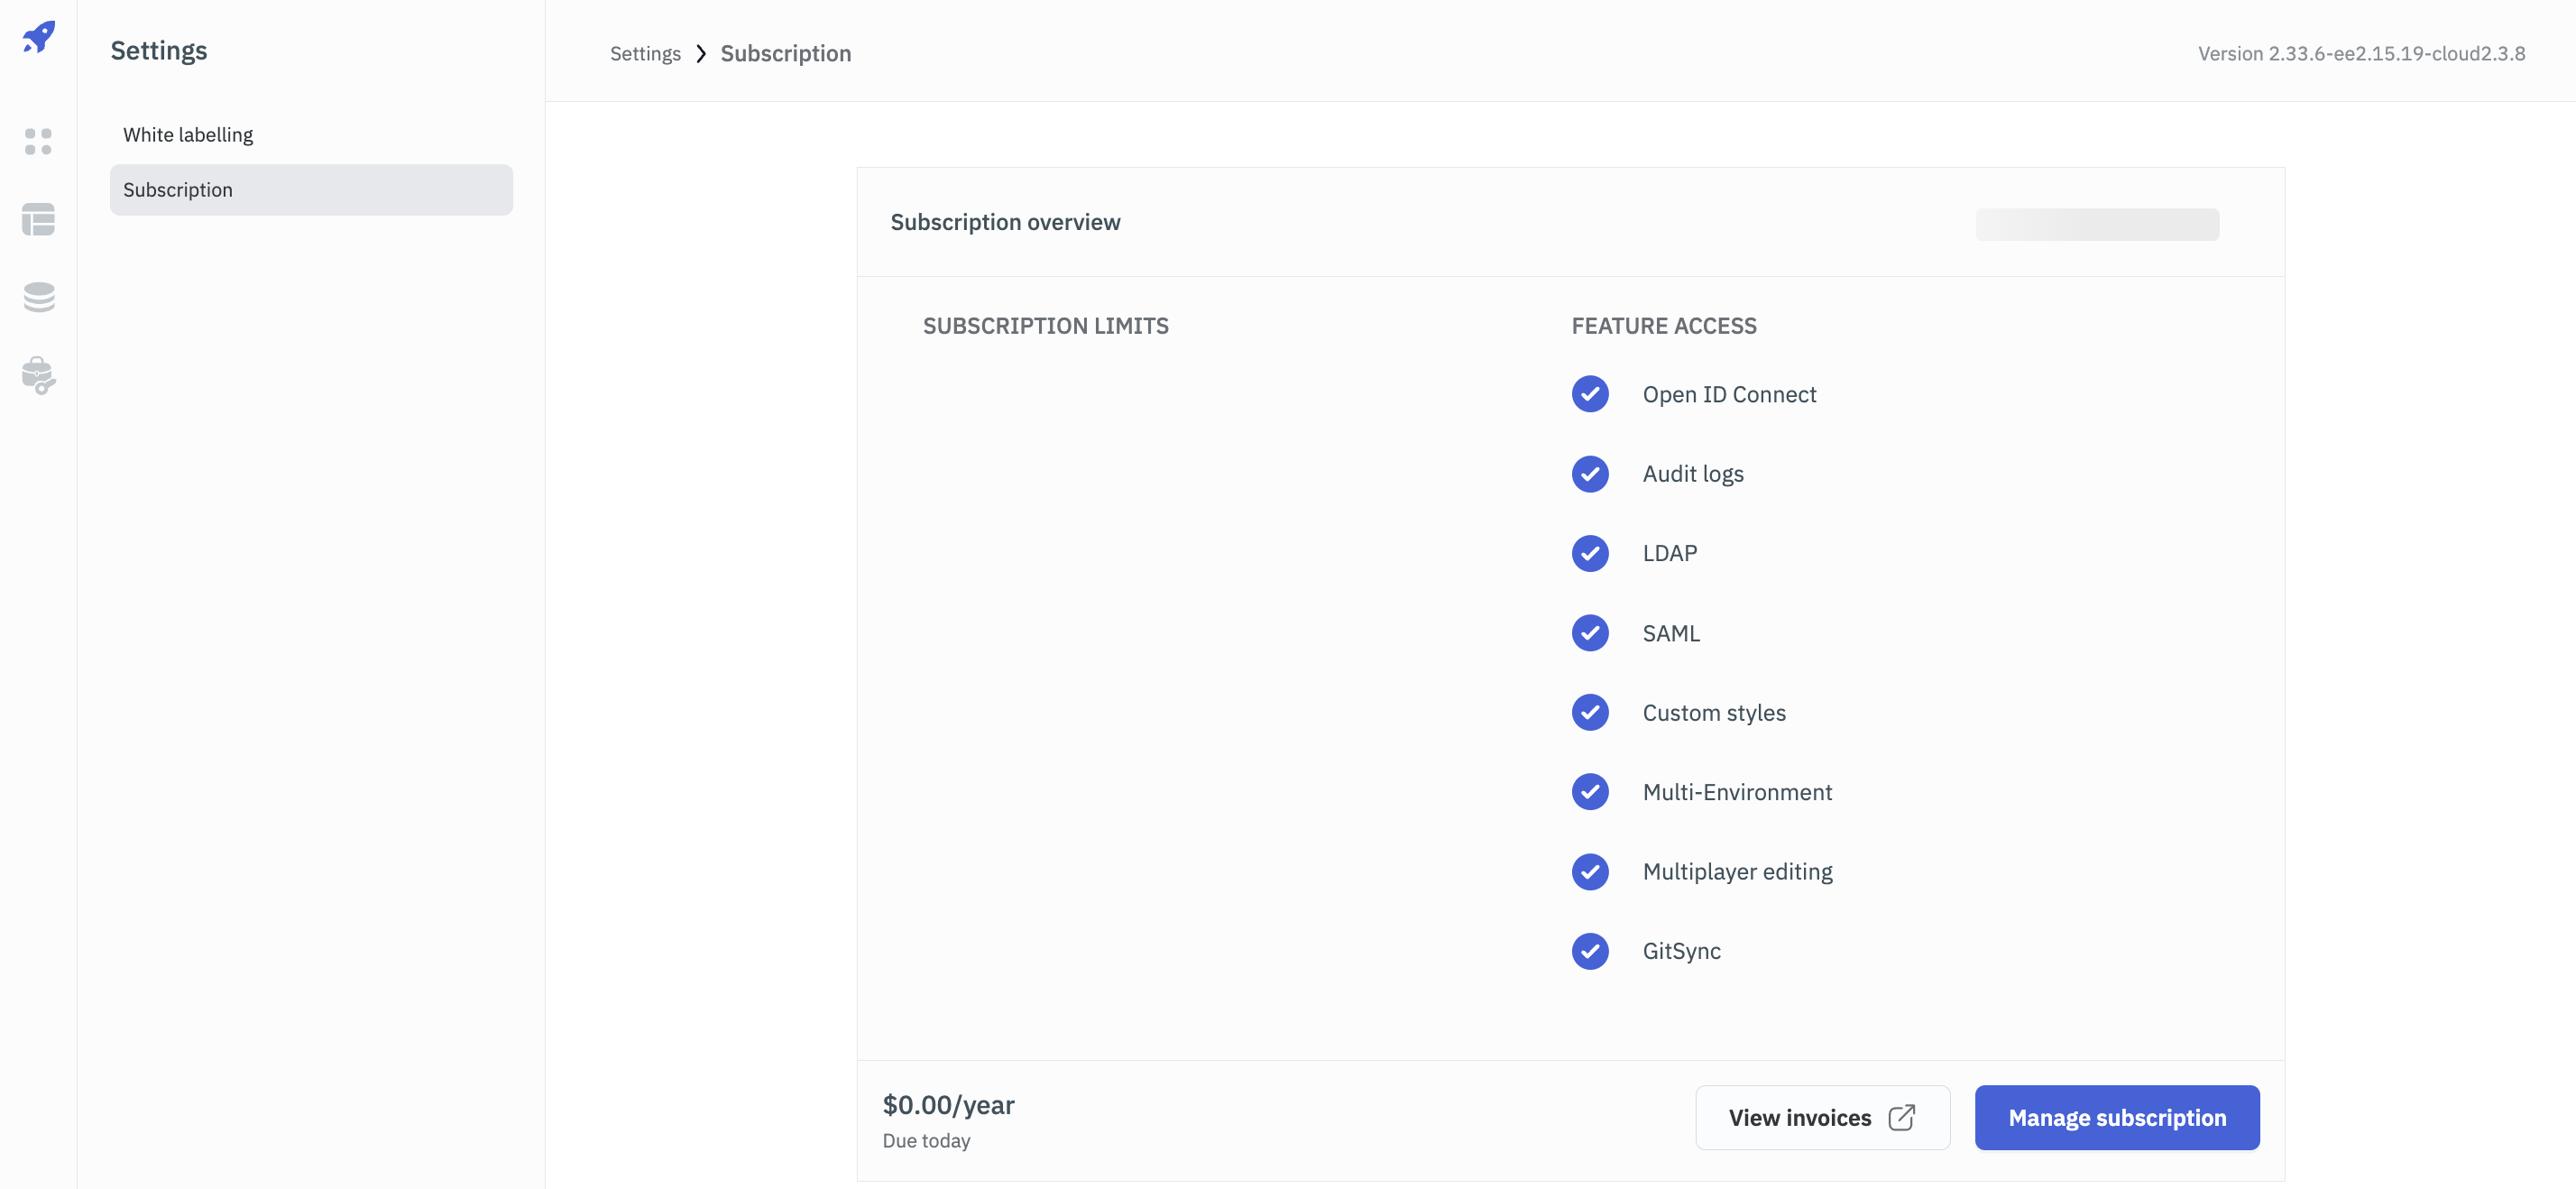 Settings
White labelling
Subscription
Settings > Subscription
Version 2.33.6-ee2.15.19-cloud2.3.8
Subscription overview
SUBSCRIPTION LIMITS
FEATURE ACCESS
Open ID Connect
Audit logs
LDAP
SAML
Custom styles
Multi-Environment
Multiplayer editing
GitSync
$0.00/year
Due today
View invoices
Manage subscription